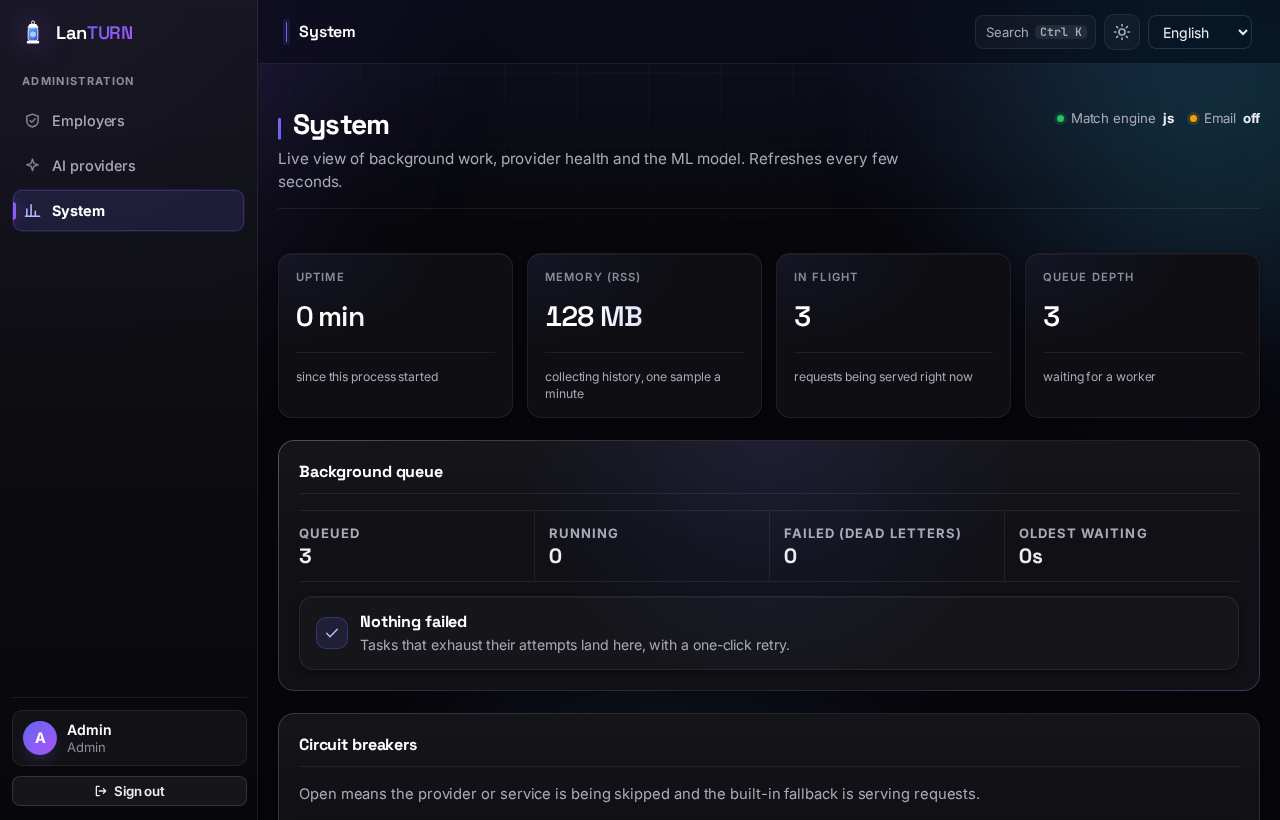 LanTURN
ADMINISTRATION
Employers
AI providers
System
Admin
Admin
Sign out
System
Search Ctrl K
English
System
Live view of background work, provider health and the ML model. Refreshes every few
seconds.
Match engine js
Email off
UPTIME
0 min
since this process started
MEMORY (RSS)
128 MB
collecting history, one sample a
minute
IN FLIGHT
3
requests being served right now
QUEUE DEPTH
3
waiting for a worker
Background queue
QUEUED
3
RUNNING
0
FAILED (DEAD LETTERS)
0
OLDEST WAITING
0s
Nothing failed
Tasks that exhaust their attempts land here, with a one-click retry.
Circuit breakers
Open means the provider or service is being skipped and the built-in fallback is serving requests.
A